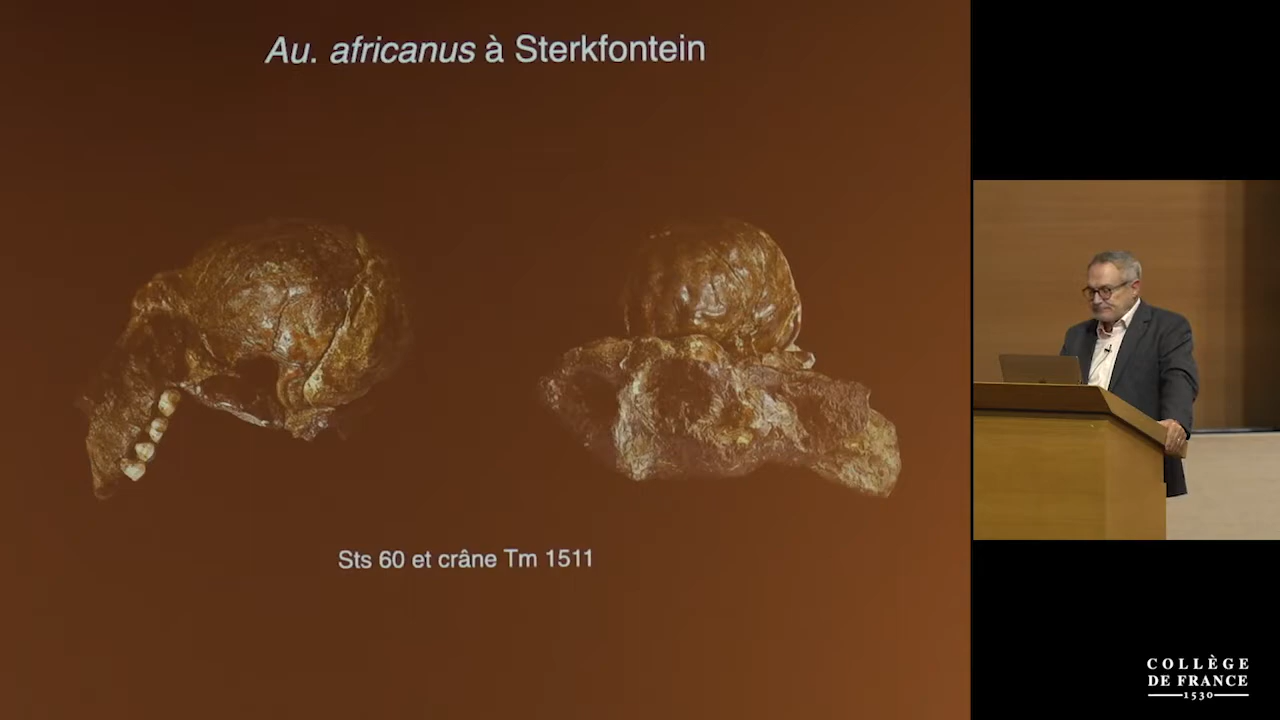 Au. africanus à Sterkfontein
Sts 60 et crâne Tm 1511
COLLÈGE
DE FRANCE
1530